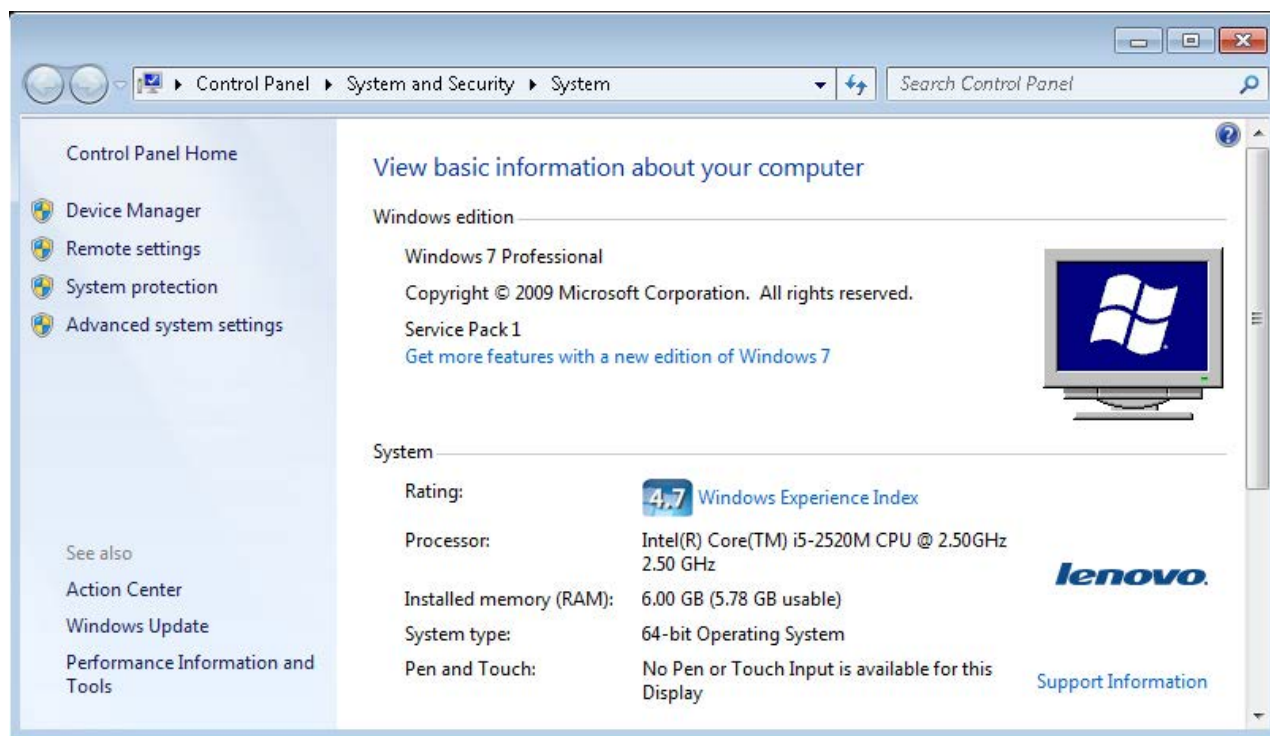 Control Panel ▸ System and Security ▸ System
Search Control Panel
Control Panel Home
Device Manager
Remote settings
System protection
Advanced system settings
See also
Action Center
Windows Update
Performance Information and
Tools
View basic information about your computer
Windows edition
Windows 7 Professional
Copyright © 2009 Microsoft Corporation.  All rights reserved.
Service Pack 1
Get more features with a new edition of Windows 7
System
Rating: 4.7 Windows Experience Index
Processor: Intel(R) Core(TM) i5-2520M CPU @ 2.50GHz
2.50 GHz
lenovo.
Installed memory (RAM): 6.00 GB (5.78 GB usable)
System type: 64-bit Operating System
Pen and Touch: No Pen or Touch Input is available for this
Display
Support Information